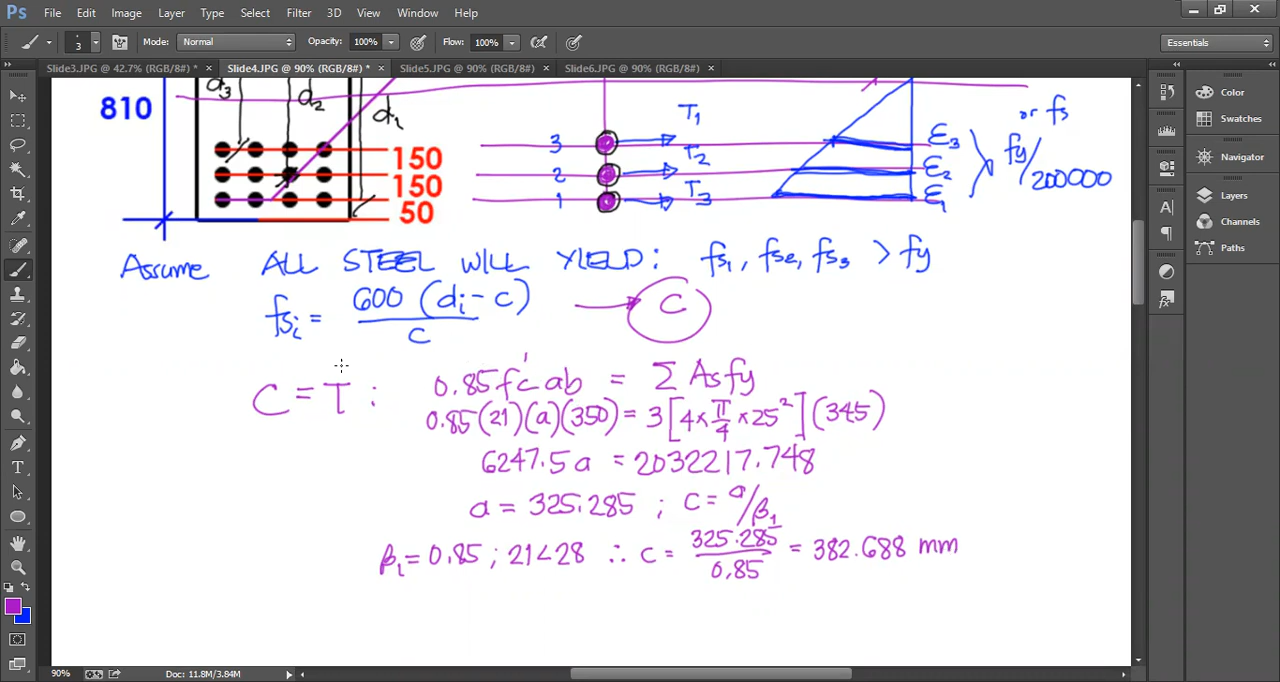 Ps File Edit Image Layer Type Select Filter 3D View Window Help
3 Mode: Normal Opacity: 100% Flow: 100% Essentials
Slide3.JPG @ 42.7% (RGB/8#) * × Slide4.JPG @ 90% (RGB/8#) * × Slide5.JPG @ 90% (RGB/8#) × Slide6.JPG @ 90% (RGB/8#) ×
810 d3 d2 d1 T1 or fs
150 3 T2 ε3 fy/200000
150 2 T3 ε2
50 1 ε1
Assume ALL STEEL WILL YIELD: fs1, fs2, fs3 > fy
fsi = 600 (di - c) / c → C
C = T : 0.85 f'c ab = Σ As fy
0.85(21)(a)(350) = 3[4 × π/4 × 25²](345)
6247.5a = 2032217.748
a = 325.285 ; c = a/β1
β1 = 0.85 ; 21<28 ∴ c = 325.285 / 0.85 = 382.688 mm
Color
Swatches
Navigator
Layers
Channels
Paths
90% Doc: 11.8M/3.84M